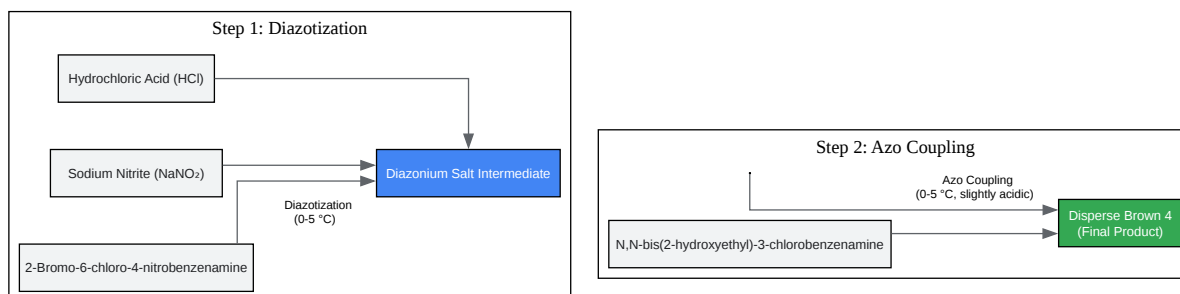 Step 1: Diazotization
Hydrochloric Acid (HCl)
Sodium Nitrite (NaNO₂)
Diazonium Salt Intermediate
Diazotization
(0-5 °C)
2-Bromo-6-chloro-4-nitrobenzenamine
Step 2: Azo Coupling
Azo Coupling
(0-5 °C, slightly acidic)
Disperse Brown 4
(Final Product)
N,N-bis(2-hydroxyethyl)-3-chlorobenzenamine